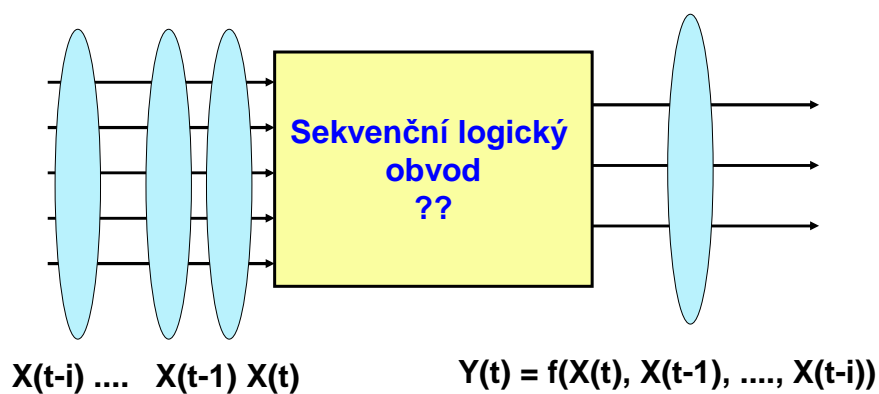 Sekvenční logický
obvod
??
X(t-i) .... X(t-1) X(t)
Y(t) = f(X(t), X(t-1), ...., X(t-i))